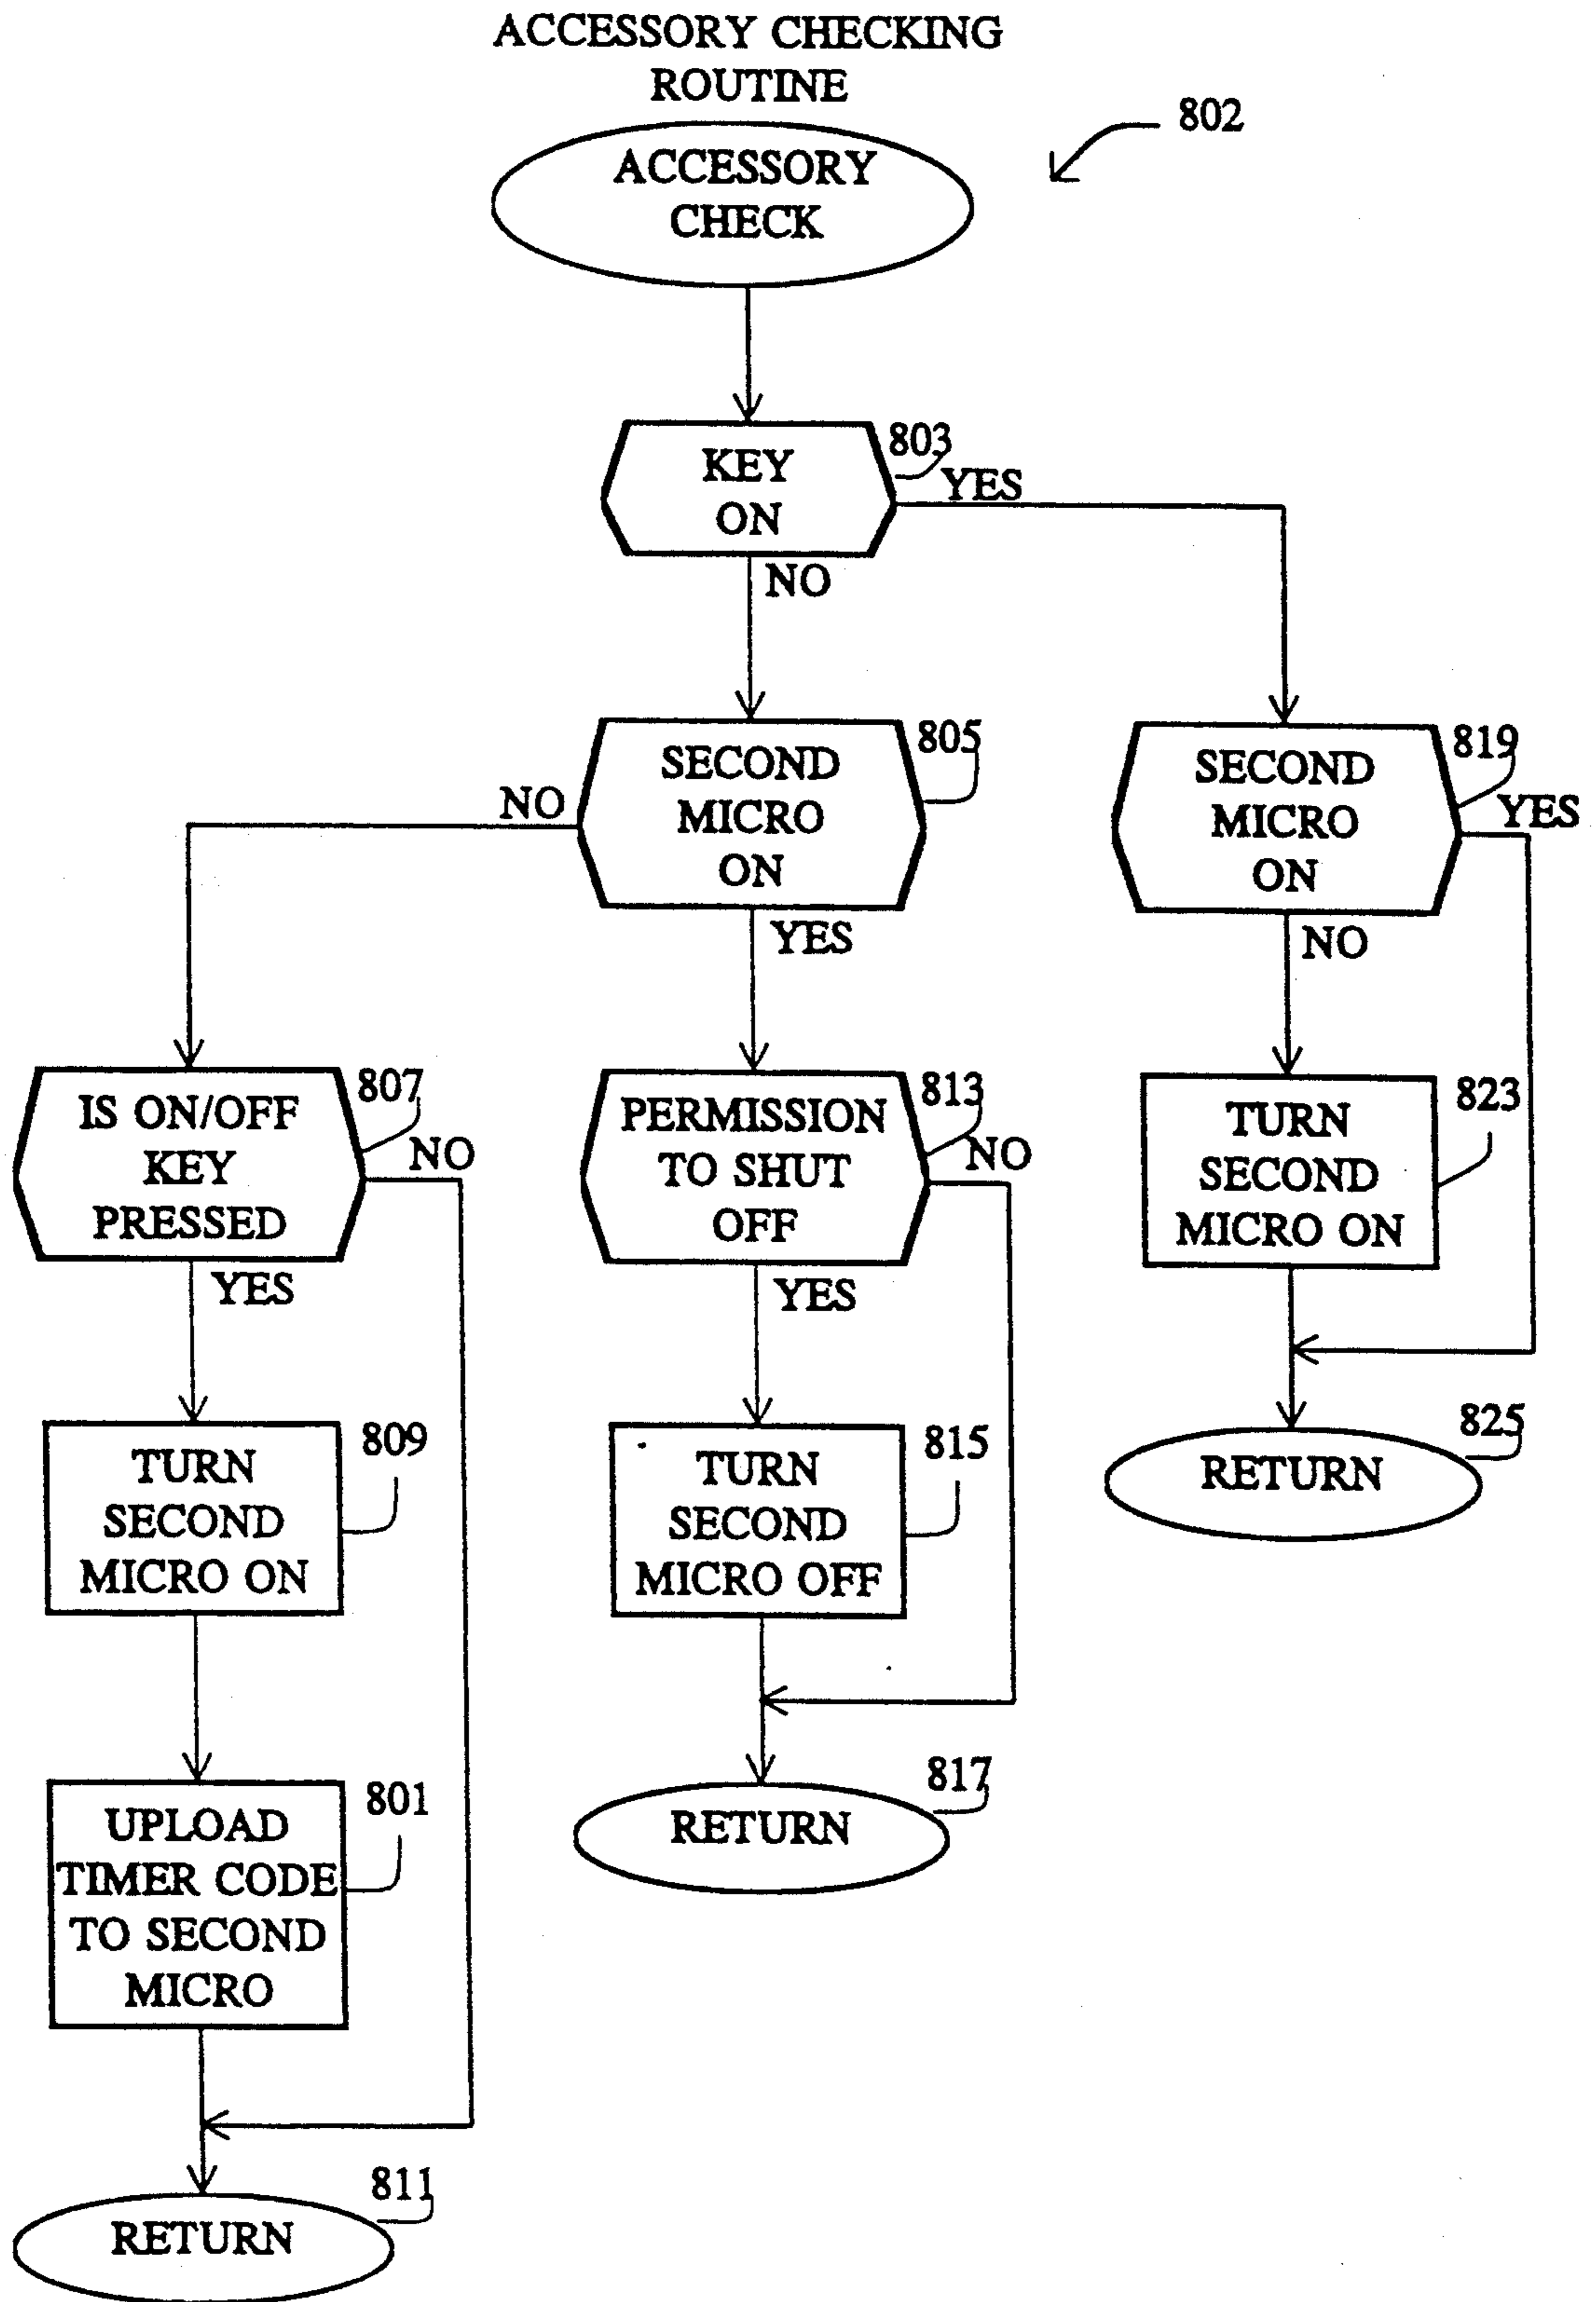 ACCESSORY CHECKING
ROUTINE
802
ACCESSORY
CHECK
803
KEY
ON
YES
NO
805
SECOND
MICRO
ON
NO
YES
819
SECOND
MICRO
ON
YES
NO
807
IS ON/OFF
KEY
PRESSED
NO
YES
813
PERMISSION
TO SHUT
OFF
NO
YES
823
TURN
SECOND
MICRO ON
809
TURN
SECOND
MICRO ON
815
TURN
SECOND
MICRO OFF
825
RETURN
801
UPLOAD
TIMER CODE
TO SECOND
MICRO
817
RETURN
811
RETURN